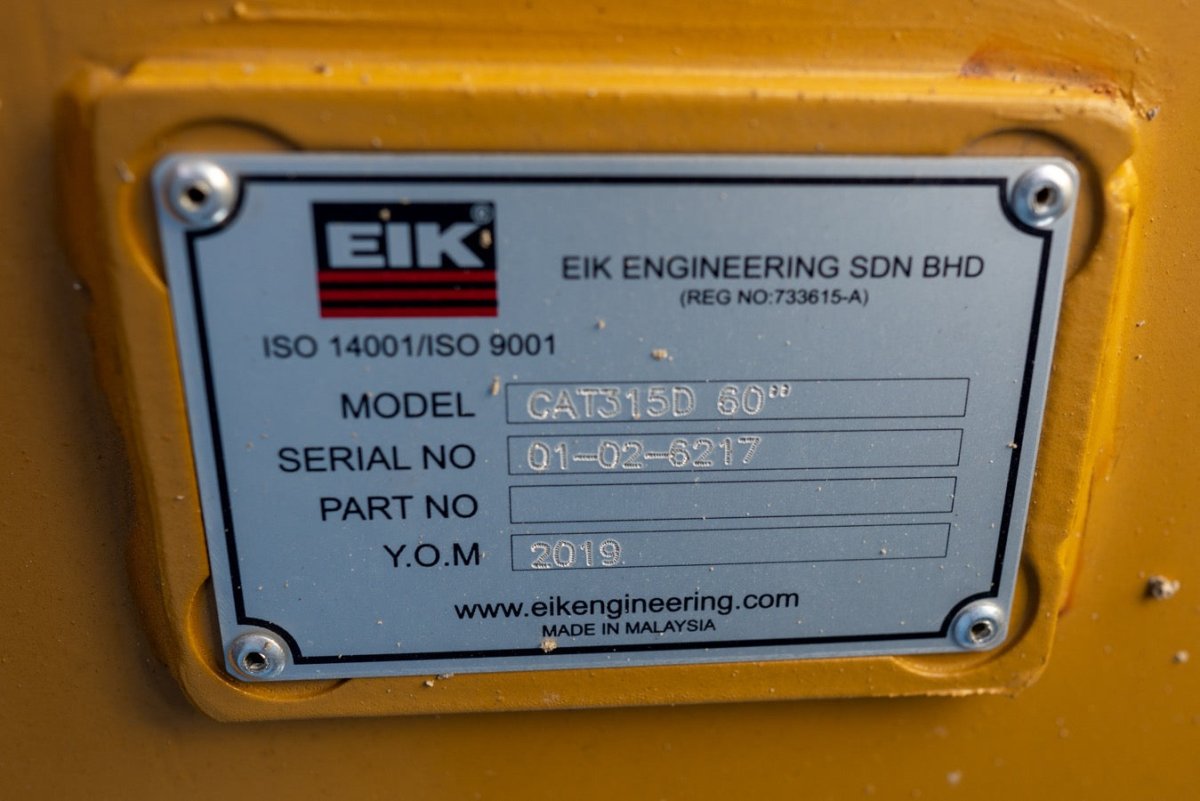 EIK®
EIK ENGINEERING SDN BHD
(REG NO:733615-A)
ISO 14001/ISO 9001
MODEL CAT315D 60"
SERIAL NO 01-02-6217
PART NO
Y.O.M 2019
www.eikengineering.com
MADE IN MALAYSIA